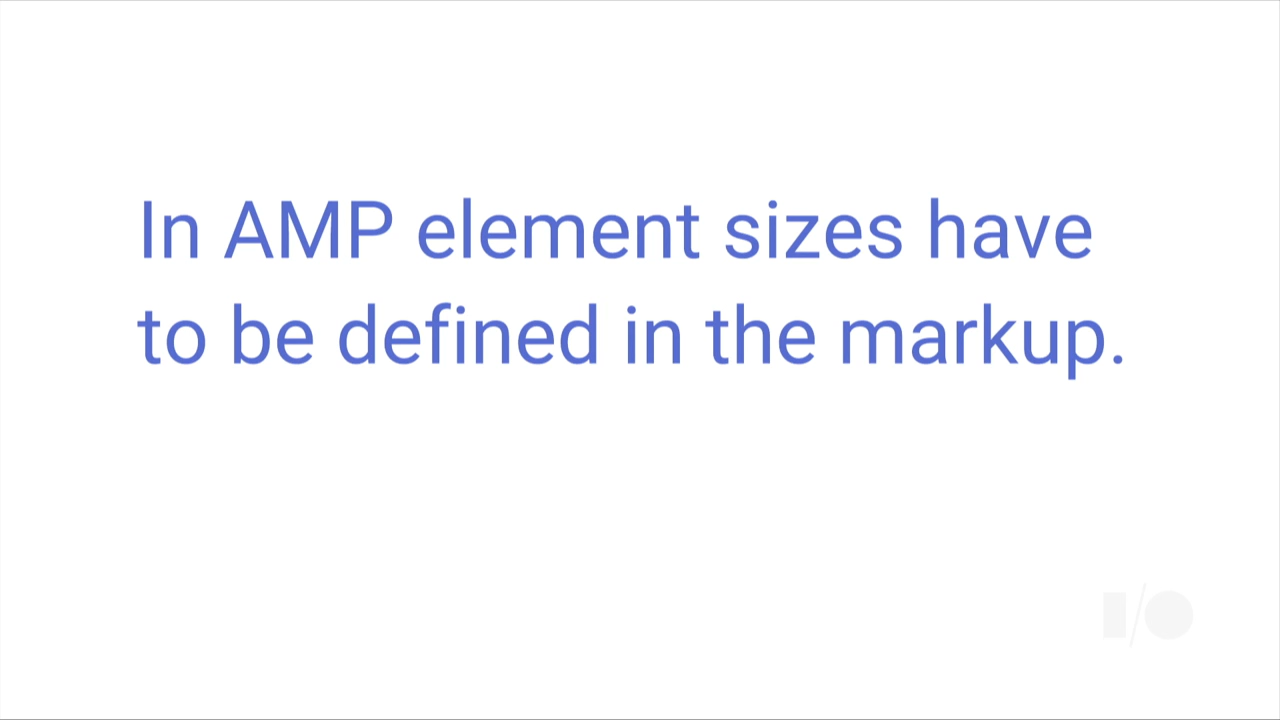 In AMP element sizes have
to be defined in the markup.
I/O